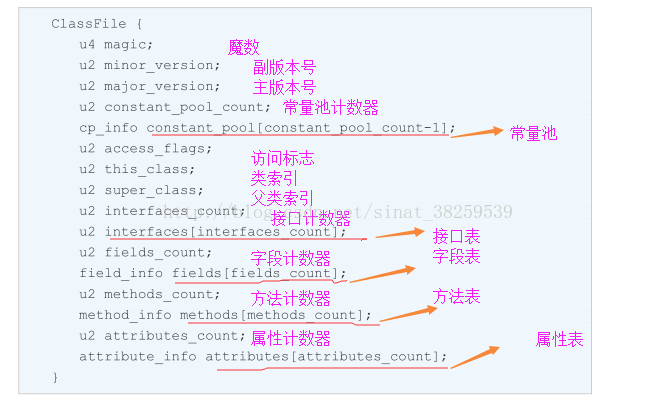 ClassFile {
u4 magic; 魔数
u2 minor_version; 副版本号
u2 major_version; 主版本号
u2 constant_pool_count; 常量池计数器
cp_info constant_pool[constant_pool_count-1]; 常量池
u2 access_flags; 访问标志
u2 this_class; 类索引
u2 super_class; 父类索引
u2 interfaces_count; 接口计数器
http://blog.csdn.net/sinat_38259539
u2 interfaces[interfaces_count]; 接口表
u2 fields_count; 字段计数器
field_info fields[fields_count]; 字段表
u2 methods_count; 方法计数器
method_info methods[methods_count]; 方法表
u2 attributes_count; 属性计数器
attribute_info attributes[attributes_count]; 属性表
}